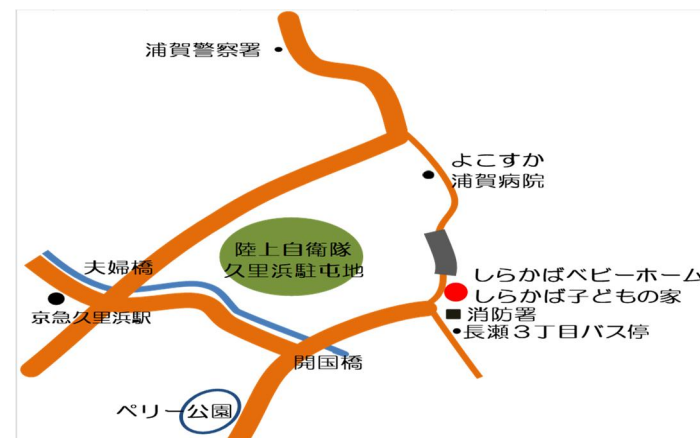 浦賀警察署
よこすか
浦賀病院
陸上自衛隊
久里浜駐屯地
夫婦橋
しらかばベビーホーム
しらかば子どもの家
消防署
京急久里浜駅
長瀬３丁目バス停
開国橋
ペリー公園